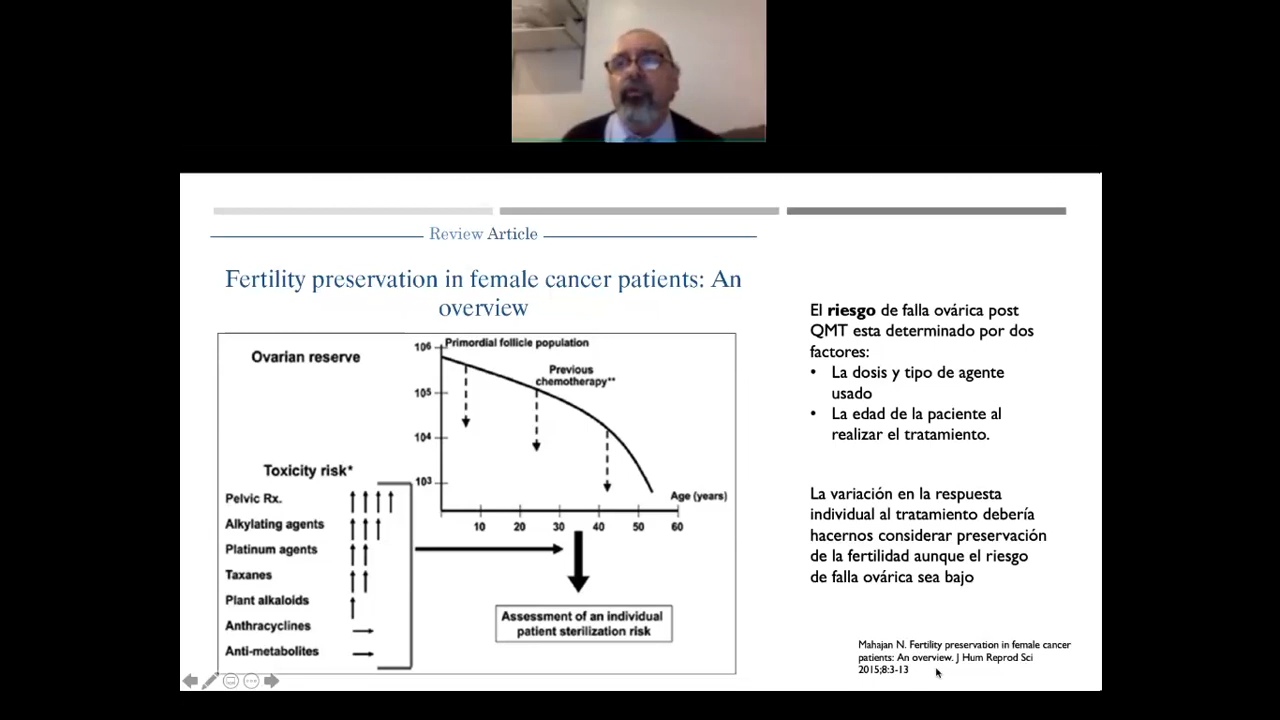 Review Article
Fertility preservation in female cancer patients: An
overview
Ovarian reserve
10⁶
Primordial follicle population
Previous
chemotherapy**
10⁵
10⁴
10³
Age (years)
10 20 30 40 50 60
Toxicity risk*
Pelvic Rx.
Alkylating agents
Platinum agents
Taxanes
Plant alkaloids
Anthracyclines
Anti-metabolites
Assessment of an individual
patient sterilization risk
El riesgo de falla ovárica post
QMT esta determinado por dos
factores:
• La dosis y tipo de agente
usado
• La edad de la paciente al
realizar el tratamiento.
La variación en la respuesta
individual al tratamiento debería
hacernos considerar preservación
de la fertilidad aunque el riesgo
de falla ovárica sea bajo
Mahajan N. Fertility preservation in female cancer
patients: An overview. J Hum Reprod Sci
2015;8:3-13